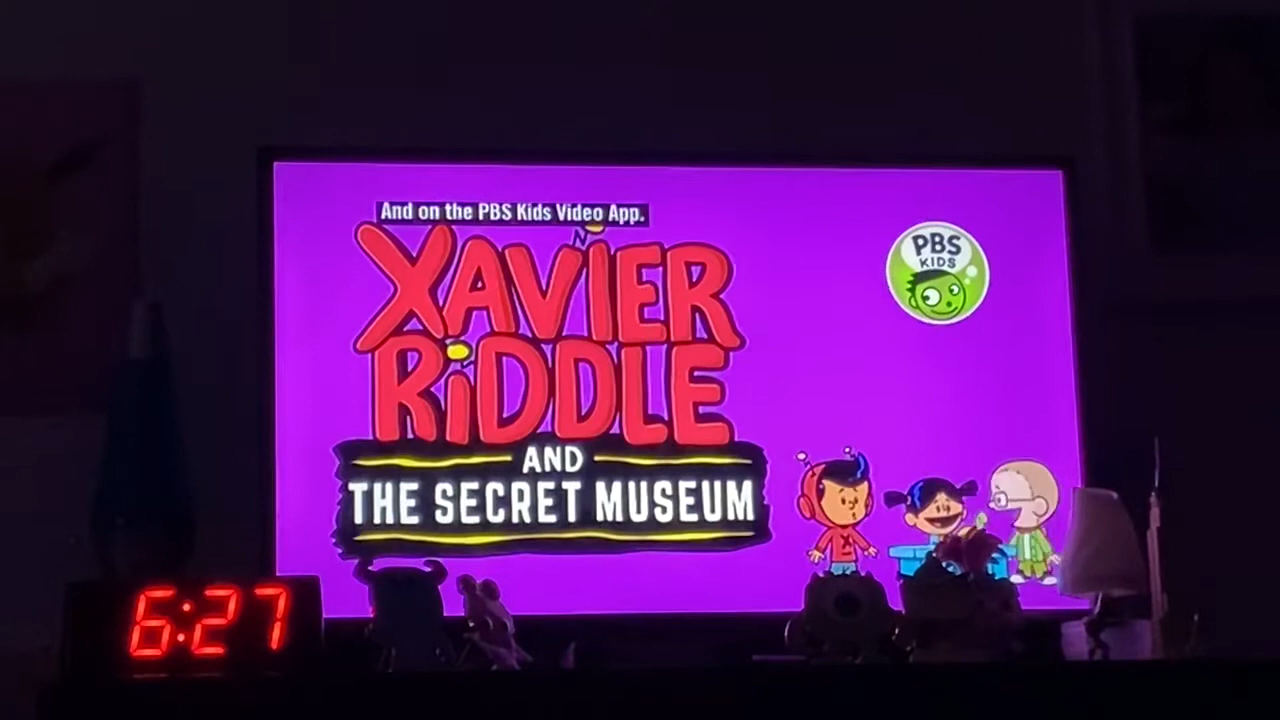 And on the PBS Kids Video App.
XAVIER
RiDDLE
AND
THE SECRET MUSEUM
PBS
KIDS
X
6:27